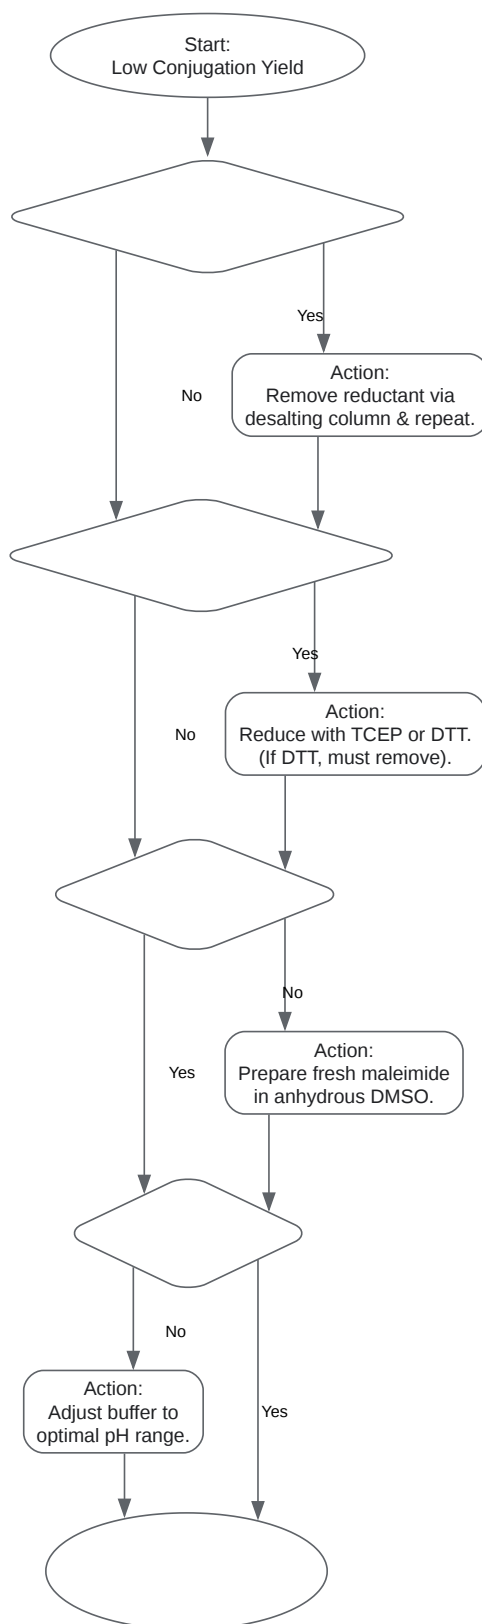 Start:
Low Conjugation Yield
Yes
No
Action:
Remove reductant via
desalting column & repeat.
Yes
No
Action:
Reduce with TCEP or DTT.
(If DTT, must remove).
No
Yes
Action:
Prepare fresh maleimide
in anhydrous DMSO.
No
Yes
Action:
Adjust buffer to
optimal pH range.